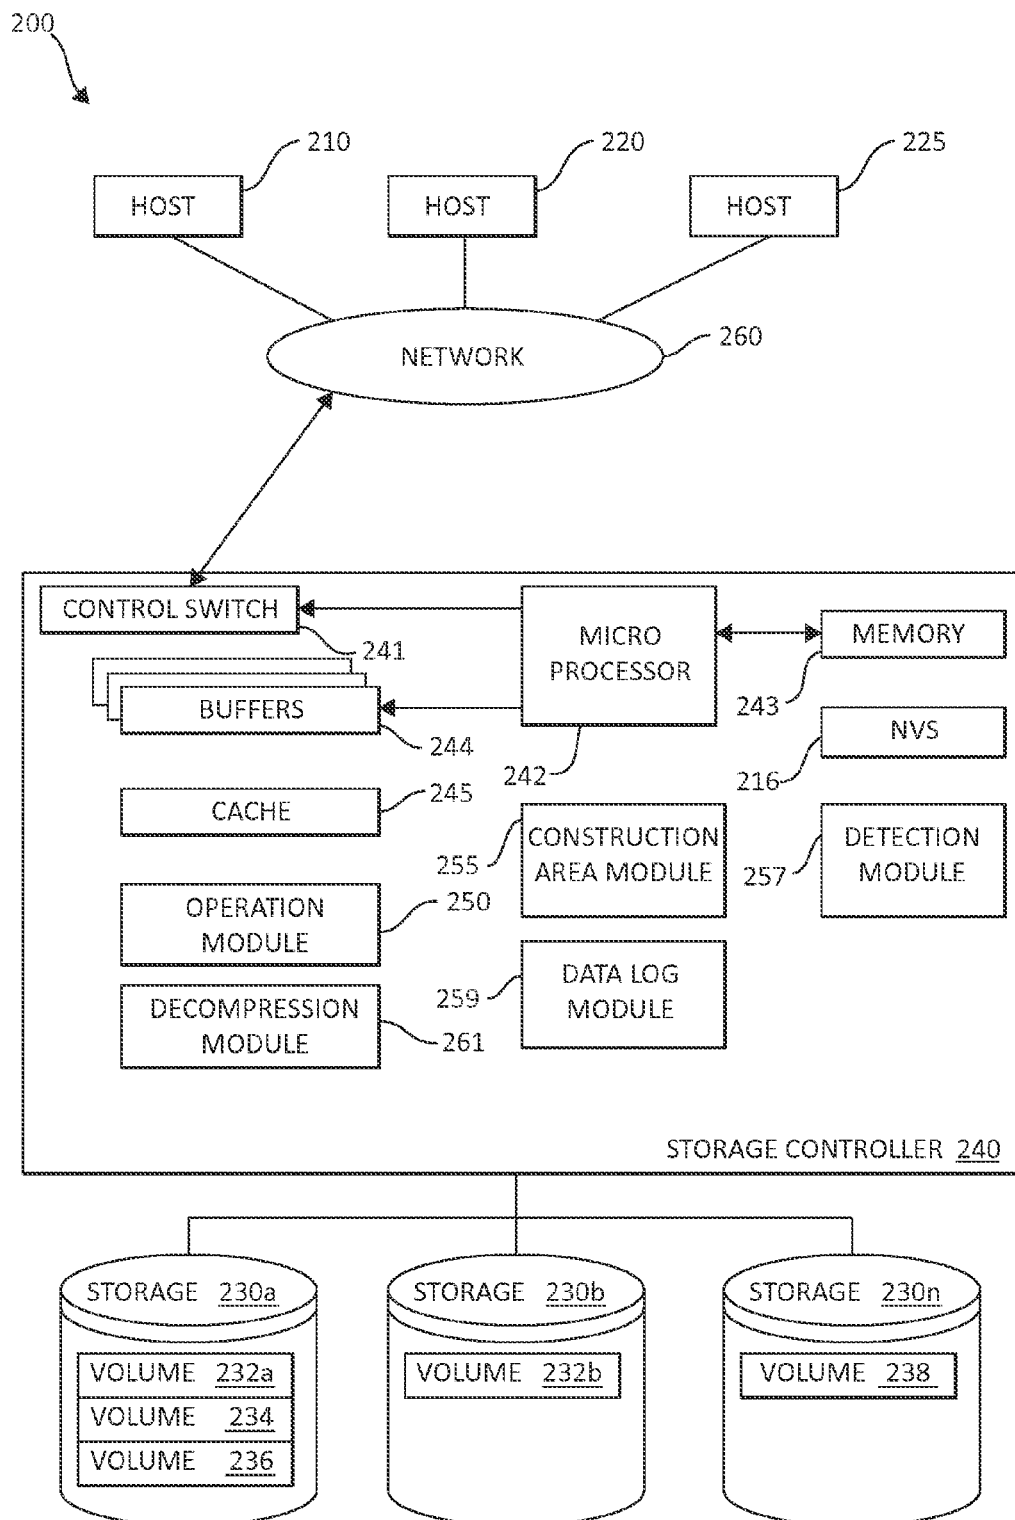 200
210
220
225
HOST
HOST
HOST
260
NETWORK
CONTROL SWITCH
241
MICRO
PROCESSOR
242
MEMORY
243
BUFFERS
244
NVS
216
CACHE
245
CONSTRUCTION
AREA MODULE
255
DETECTION
MODULE
257
OPERATION
MODULE
250
DATA LOG
MODULE
259
DECOMPRESSION
MODULE
261
STORAGE CONTROLLER 240
STORAGE 230a
STORAGE 230b
STORAGE 230n
VOLUME 232a
VOLUME 234
VOLUME 236
VOLUME 232b
VOLUME 238